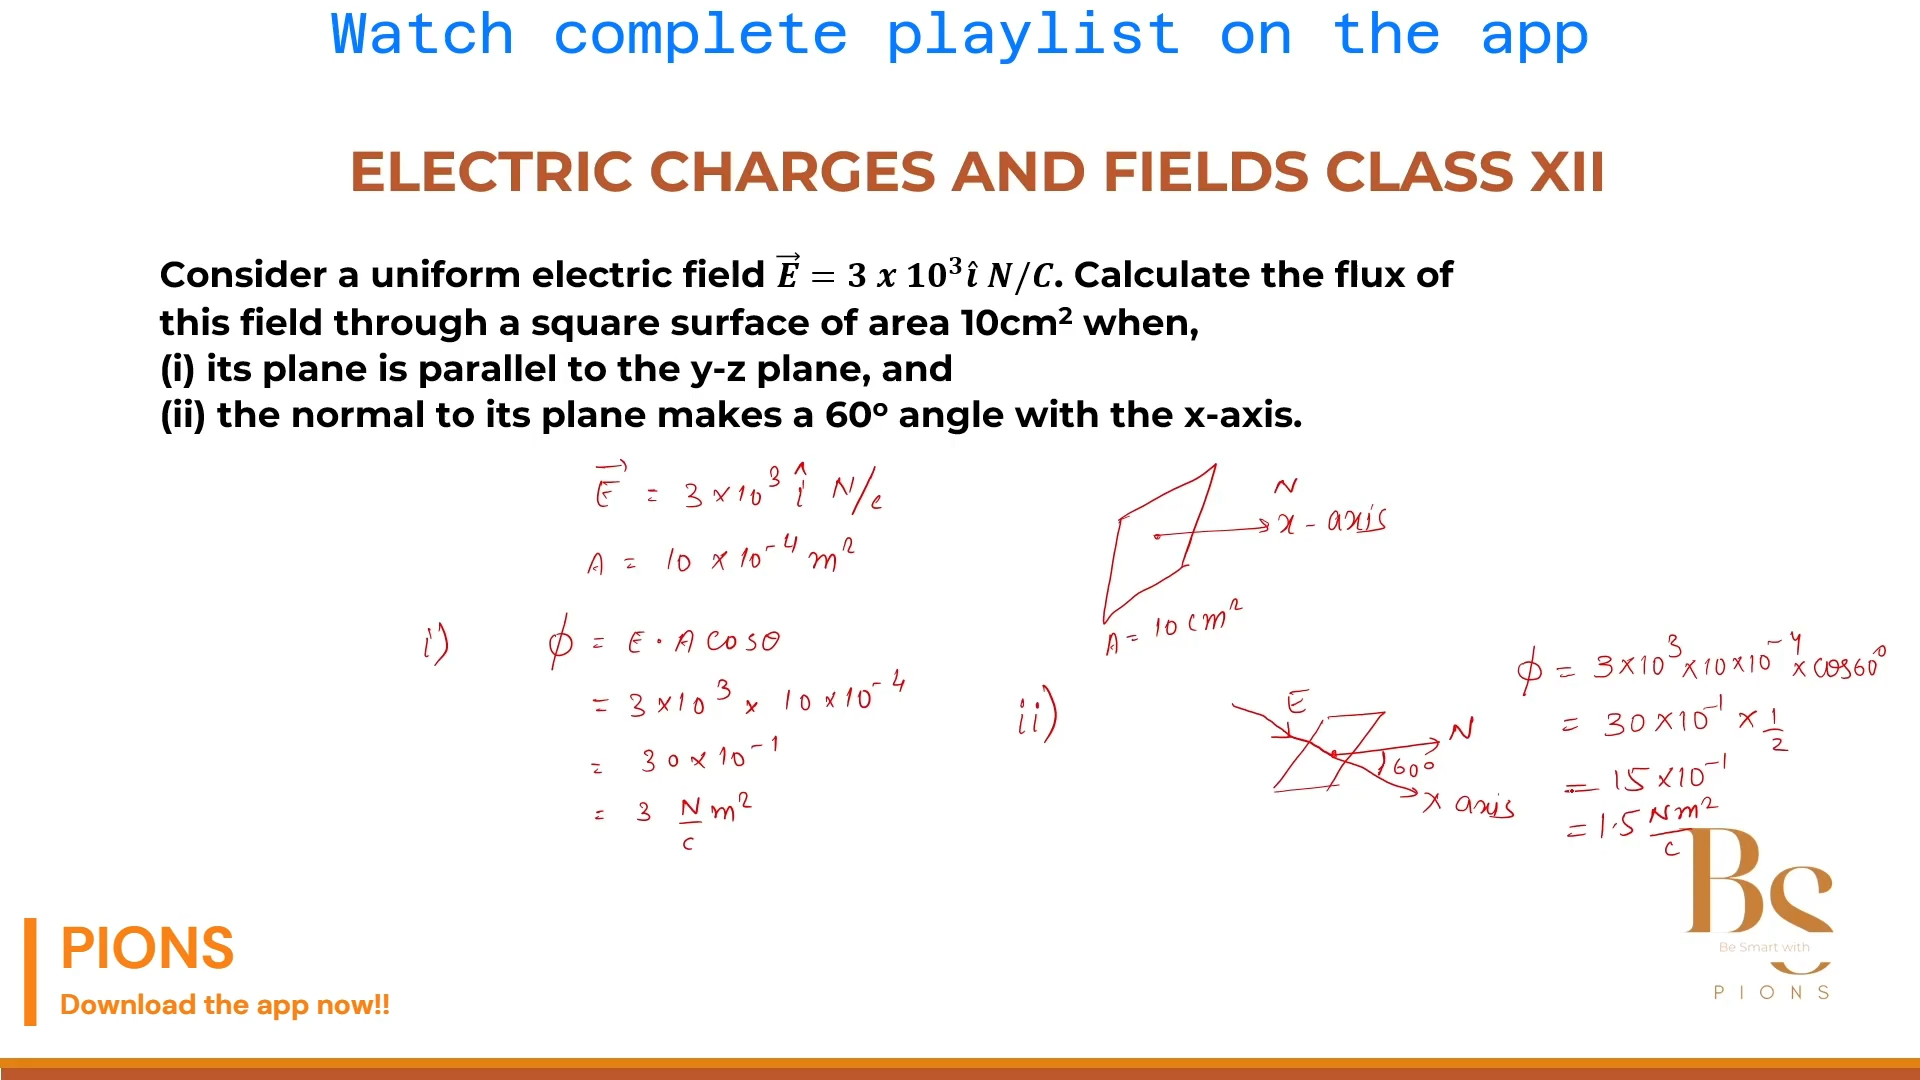 Watch complete playlist on the app
ELECTRIC CHARGES AND FIELDS CLASS XII
Consider a uniform electric field E⃗ = 3 x 10³ î N/C. Calculate the flux of
this field through a square surface of area 10cm² when,
(i) its plane is parallel to the y-z plane, and
(ii) the normal to its plane makes a 60º angle with the x-axis.
E⃗ = 3 × 10³ î N/c
A = 10 × 10⁻⁴ m²
N
x - axis
A = 10 cm²
i) ϕ = E · A cosθ
= 3 × 10³ × 10 × 10⁻⁴
= 30 × 10⁻¹
= 3 N/c m²
ii)
E
N
60°
x axis
ϕ = 3×10³ × 10×10⁻⁴ × cos60°
= 30×10⁻¹ × 1/2
= 15 ×10⁻¹
= 1.5 Nm²/c
PIONS
Download the app now!!
Bs
Be Smart with
PIONS